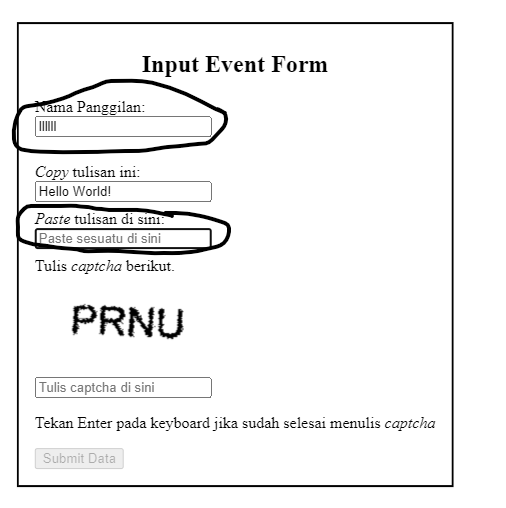 Input Event Form
Nama Panggilan:
llllll
Copy tulisan ini:
Hello World!
Paste tulisan di sini:
Paste sesuatu di sini
Tulis captcha berikut.
PRNU
Tulis captcha di sini
Tekan Enter pada keyboard jika sudah selesai menulis captcha
Submit Data